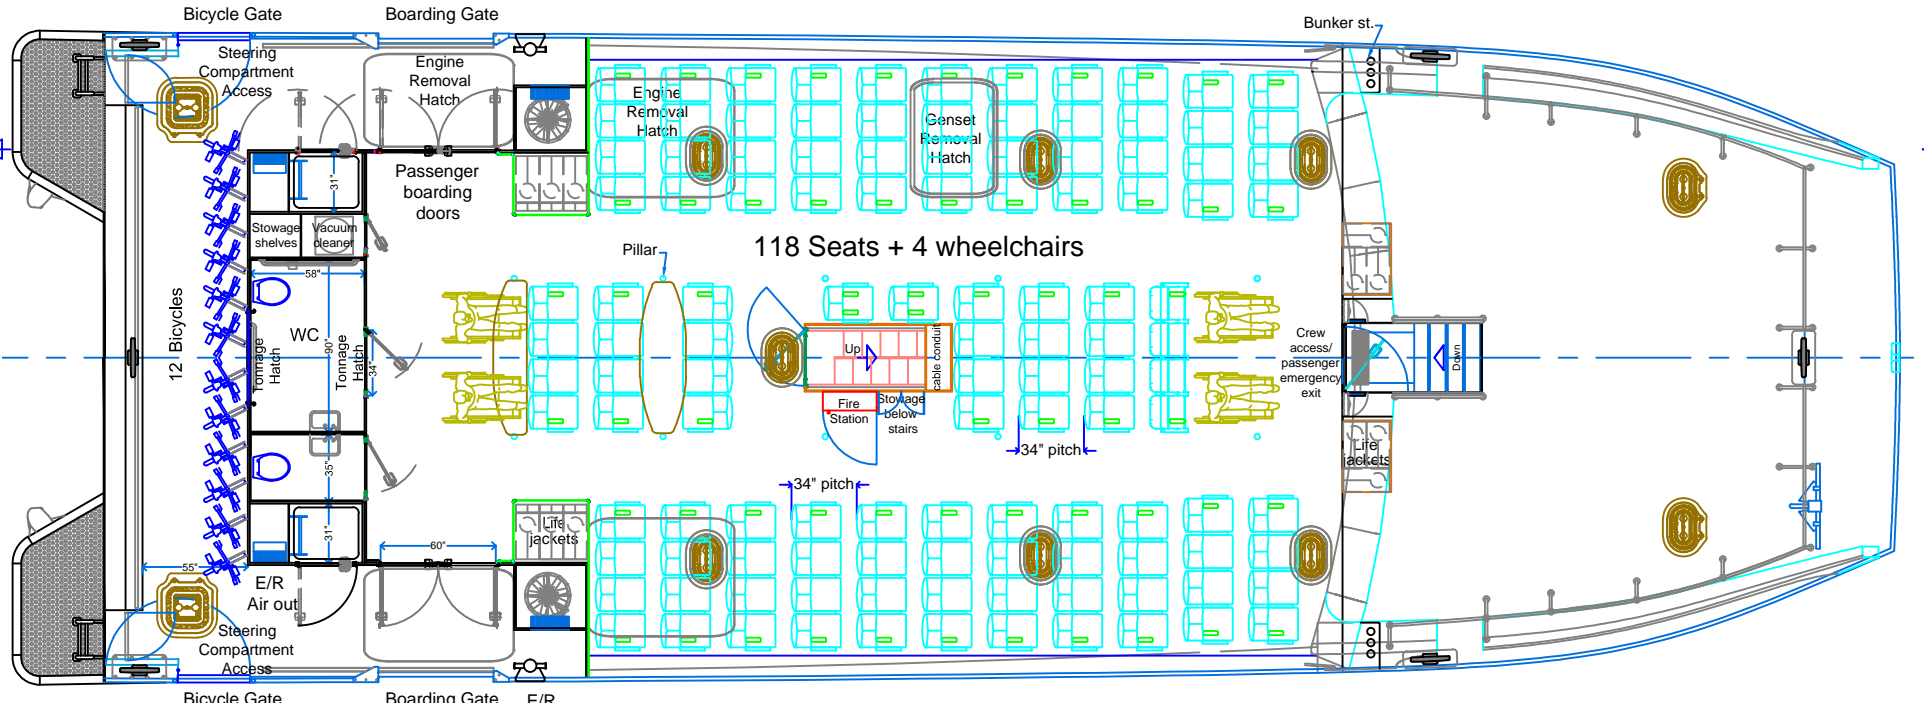 Bicycle Gate
Boarding Gate
Bunker st.
Steering
Compartment
Access
Engine
Removal
Hatch
Engine
Removal
Hatch
Genset
Removal
Hatch
Passenger
boarding
doors
31"
Stowage
shelves
Vacuum
cleaner
118 Seats + 4 wheelchairs
Pillar
58"
12 Bicycles
WC
90"
Tonnage
Hatch
Tonnage
Hatch
34"
Up
cable conduit
Fire
Station
Stowage
below
stairs
Crew
access/
passenger
emergency
exit
Down
34" pitch
34" pitch
35"
Life
jackets
Life
jackets
31"
60"
55"
E/R
Air out
Steering
Compartment
Access
Bicycle Gate
Boarding Gate
E/R